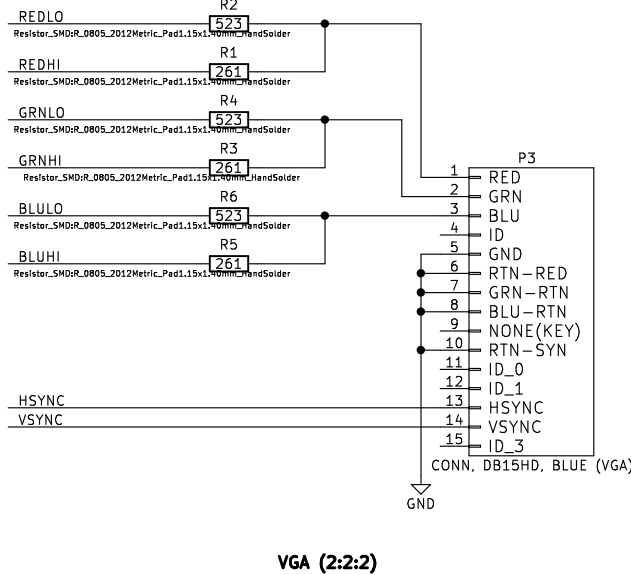 R2
REDLO 523
Resistor_SMD:R_0805_2012Metric_Pad1.15x1.40mm_HandSolder
R1
REDHI 261
Resistor_SMD:R_0805_2012Metric_Pad1.15x1.40mm_HandSolder
R4
GRNLO 523
Resistor_SMD:R_0805_2012Metric_Pad1.15x1.40mm_HandSolder
R3
GRNHI 261
Resistor_SMD:R_0805_2012Metric_Pad1.15x1.40mm_HandSolder
R6
BLULO 523
Resistor_SMD:R_0805_2012Metric_Pad1.15x1.40mm_HandSolder
R5
BLUHI 261
Resistor_SMD:R_0805_2012Metric_Pad1.15x1.40mm_HandSolder
HSYNC
VSYNC
P3
1 RED
2 GRN
3 BLU
4 ID
5 GND
6 RTN-RED
7 GRN-RTN
8 BLU-RTN
9 NONE(KEY)
10 RTN-SYN
11 ID_0
12 ID_1
13 HSYNC
14 VSYNC
15 ID_3
CONN, DB15HD, BLUE (VGA)
GND
VGA (2:2:2)